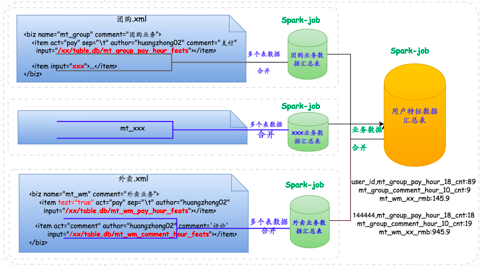 团购.xml
<biz name="mt_group" comment="团购业务">
<item act="pay" sep="\t" author="huangzhong02" comment="支付"
input="/xx/table.db/mt_group_pay_hour_feats"></item>
<item input="xxx">...</item>
</biz>
多个表数据
合并
Spark-job
团购业务数
据汇总表
mt_xxx
多个表数据
合并
Spark-job
xxx业务数
据汇总表
外卖.xml
<biz name="mt_wm" comment="外卖业务">
<item test="true" act="pay" sep="\t" author="huangzhong02"
input="/xx/table.db/mt_wm_pay_hour_feats"></item>
<item act="comment" author="huangzhong02" comment="评论"
input="/xx/table.db/mt_wm_comment_hour_feats"></item>
</biz>
多个表数据
合并
Spark-job
外卖业务数
据汇总表
业务数据
合并
Spark-job
用户特征数据
汇总表
user_id,mt_group_pay_hour_18_cnt:89
mt_group_comment_hour_10_cnt:9
mt_wm_xx_rmb:145.9
144444,mt_group_pay_hour_18_cnt:18
mt_group_comment_hour_10_cnt:19
mt_wm_xx_rmb:945.9